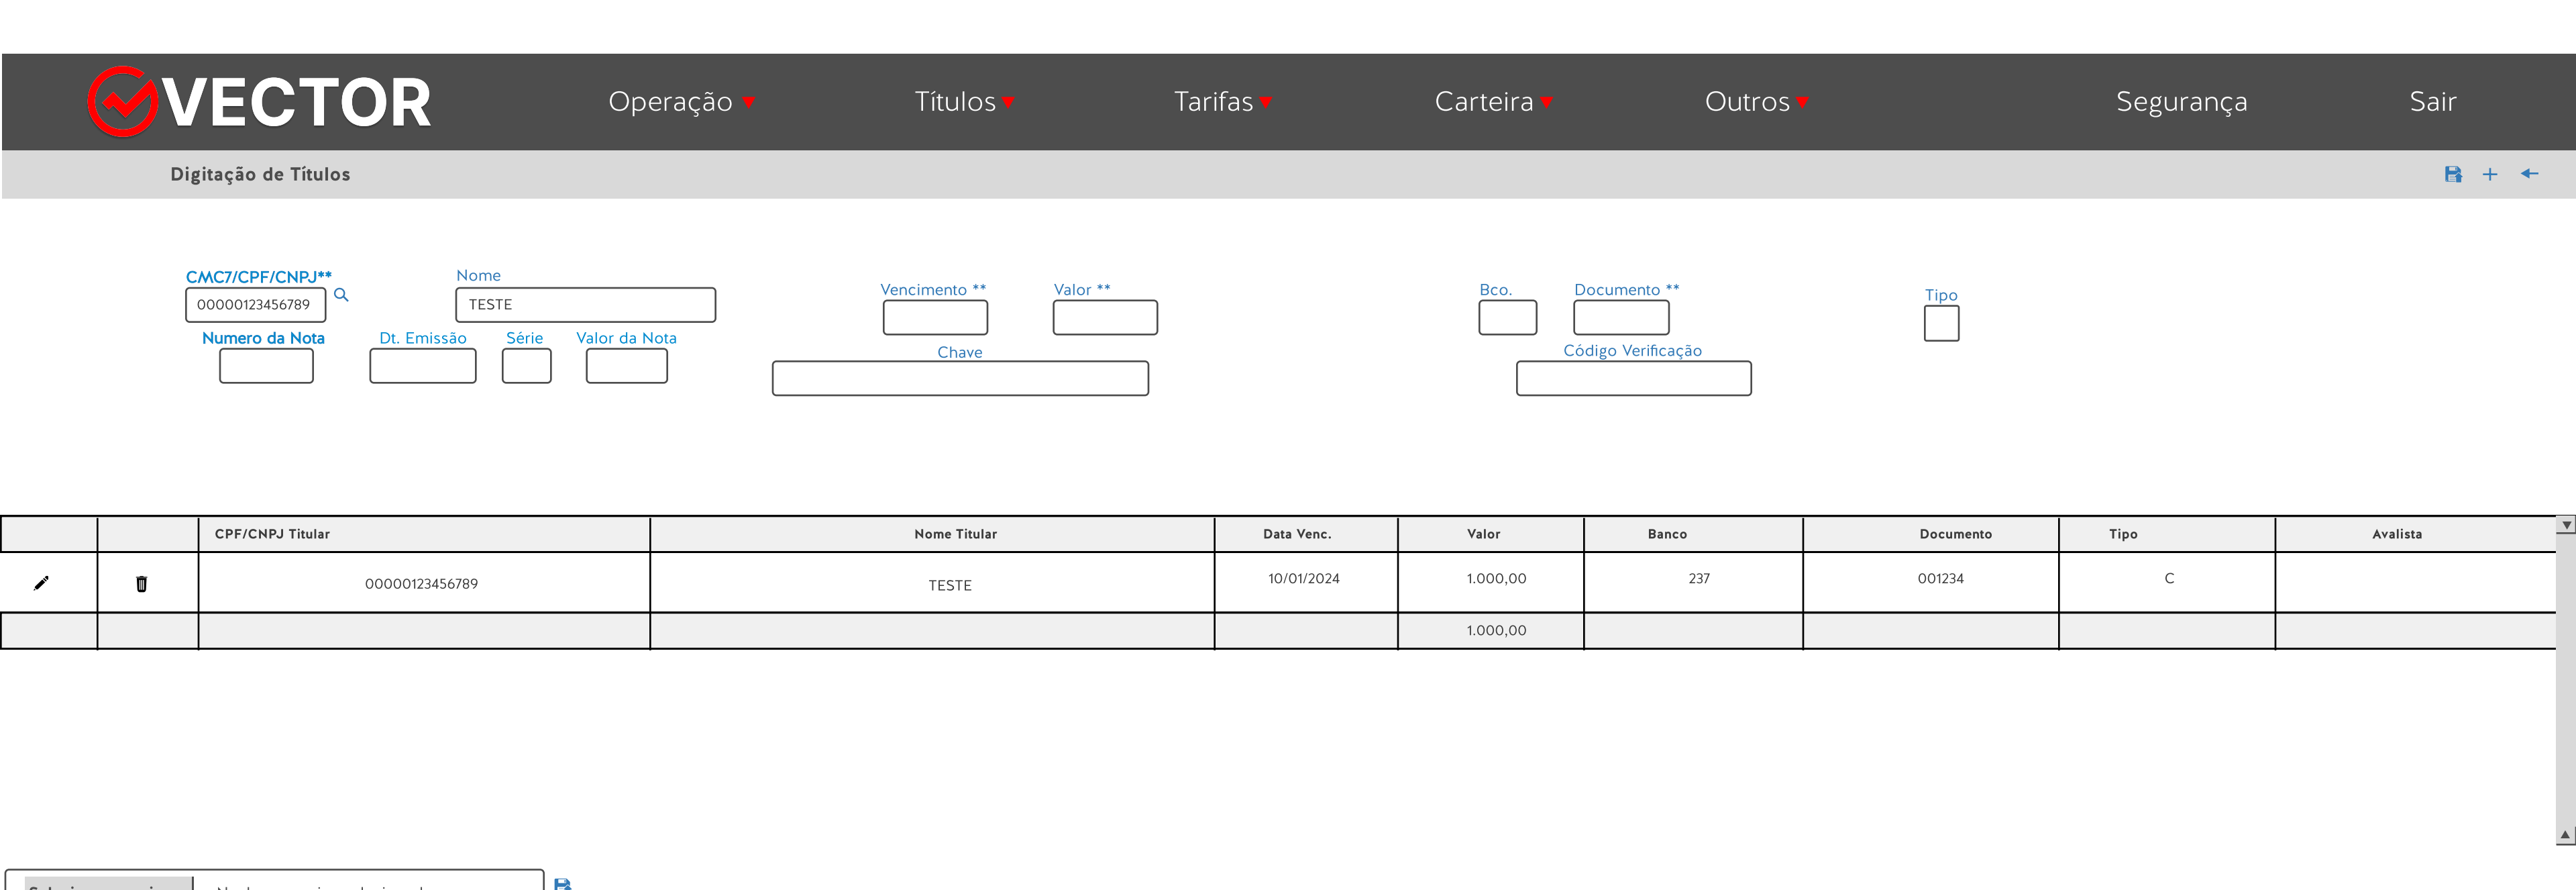 VECTOR Operação Títulos Tarifas Carteira Outros Segurança Sair
Digitação de Títulos
CMC7/CPF/CNPJ** Nome Vencimento ** Valor ** Bco. Documento ** Tipo
00000123456789 TESTE
Numero da Nota Dt. Emissão Série Valor da Nota Chave Código Verificação
CPF/CNPJ Titular Nome Titular Data Venc. Valor Banco Documento Tipo Avalista
00000123456789 TESTE 10/01/2024 1.000,00 237 001234 C
1.000,00